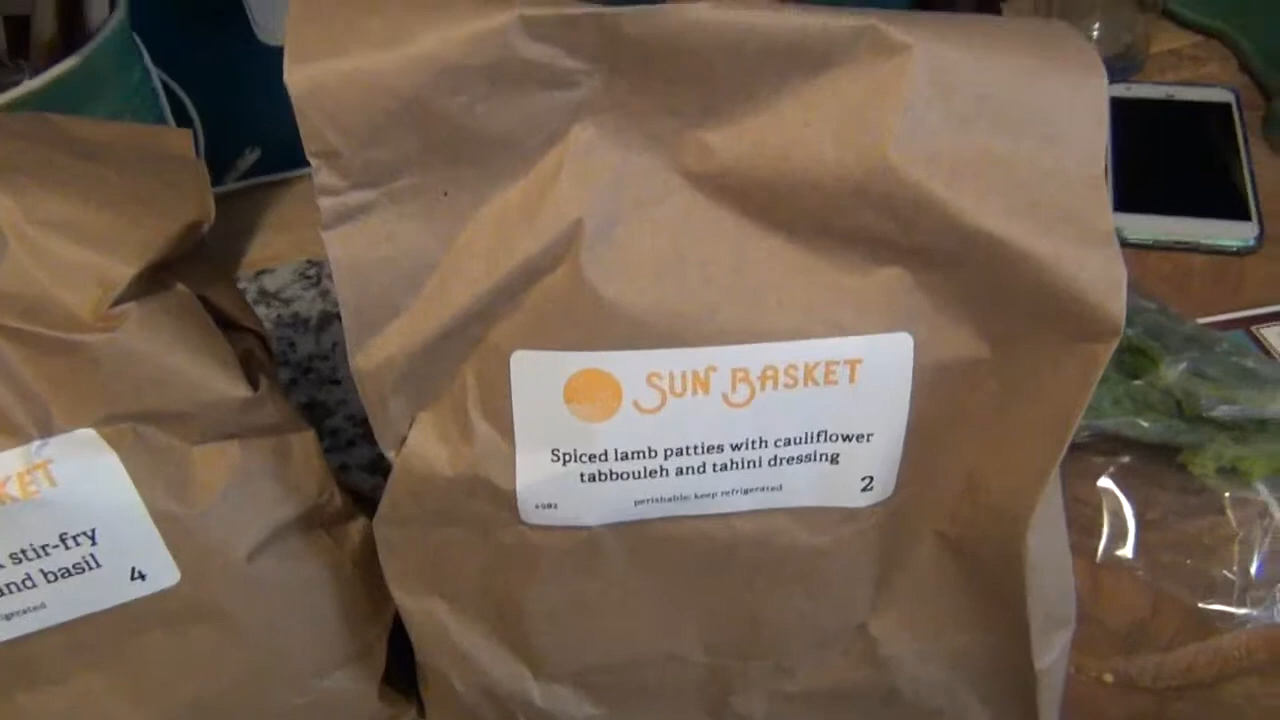 SUN BASKET
Spiced lamb patties with cauliflower
tabbouleh and tahini dressing
perishable: keep refrigerated
2
KET
stir-fry
and basil
4